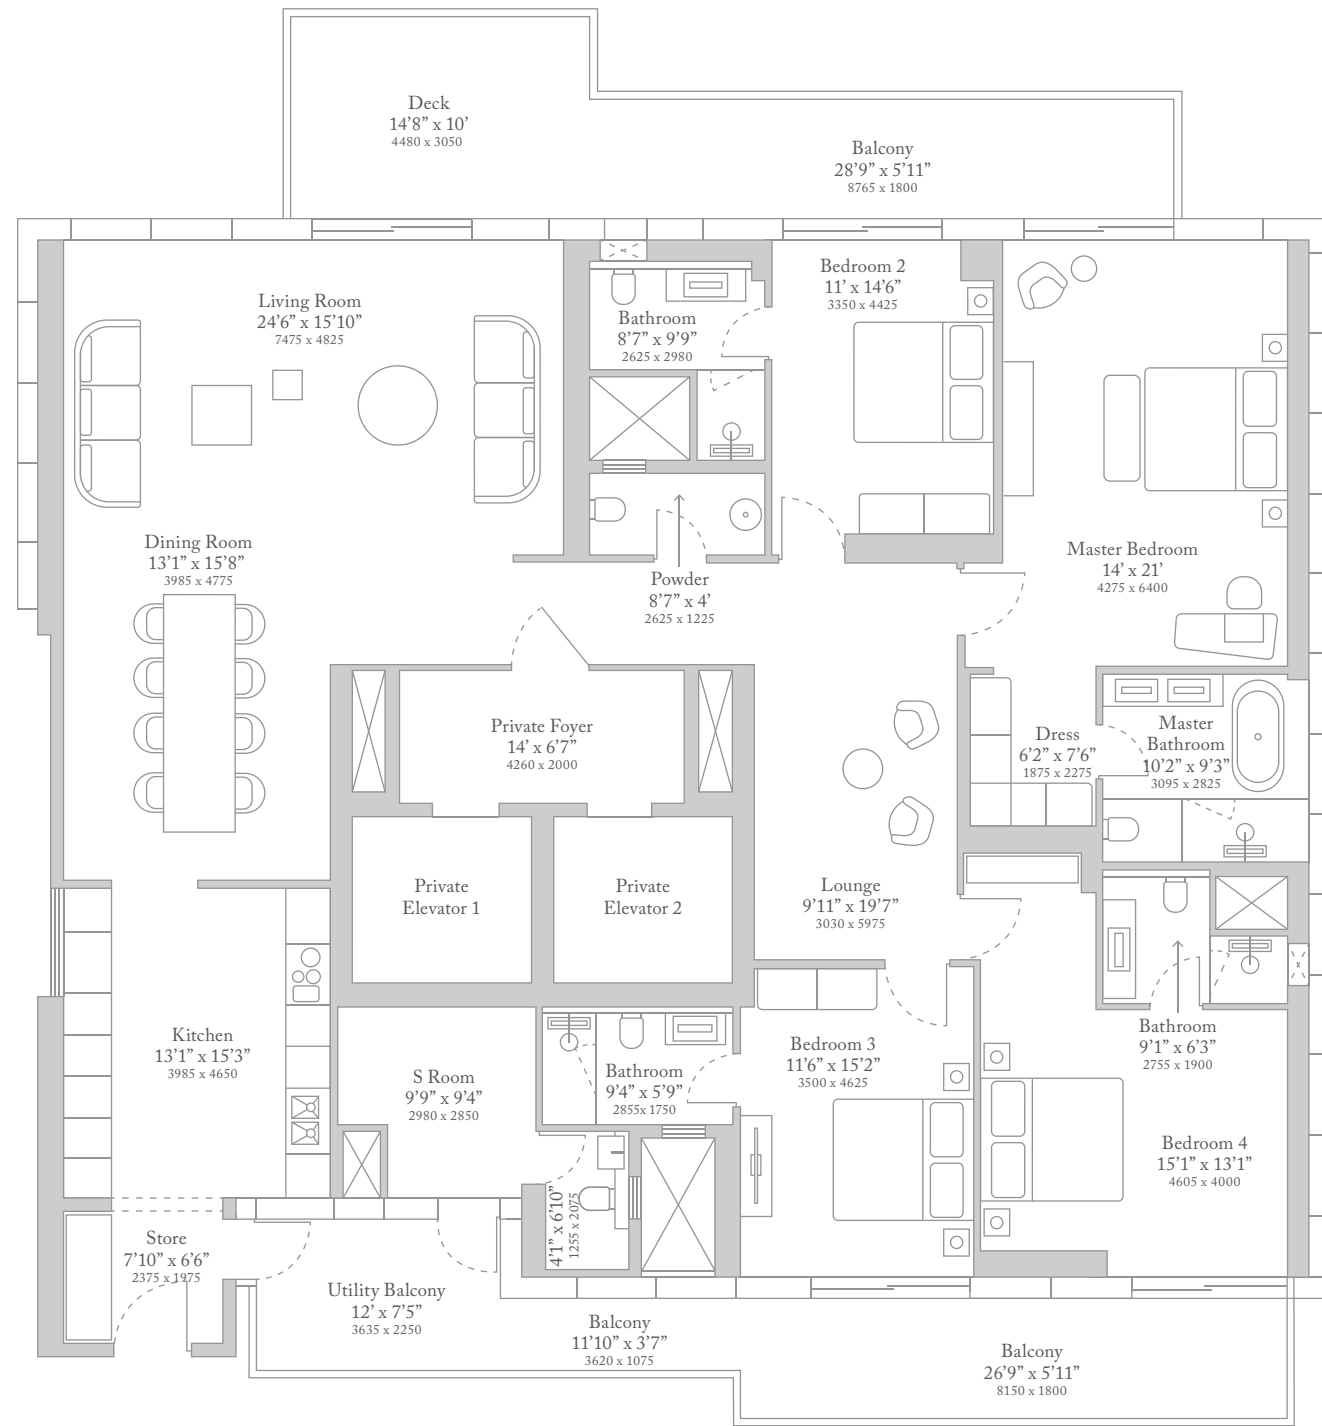 Deck
14’8” x 10’
4480 x 3050
Balcony
28’9” x 5’11”
8765 x 1800
Living Room
24’6” x 15’10”
7475 x 4825
Bathroom
8’7” x 9’9”
2625 x 2980
Bedroom 2
11’ x 14’6”
3350 x 4425
Dining Room
13’1” x 15’8”
3985 x 4775
Powder
8’7” x 4’
2625 x 1225
Master Bedroom
14’ x 21’
4275 x 6400
Private Foyer
14’ x 6’7”
4260 x 2000
Dress
6’2” x 7’6”
1875 x 2275
Master
Bathroom
10’2” x 9’3”
3095 x 2825
Private
Elevator 1
Private
Elevator 2
Lounge
9’11” x 19’7”
3030 x 5975
Kitchen
13’1” x 15’3”
3985 x 4650
S Room
9’9” x 9’4”
2980 x 2850
Bathroom
9’4” x 5’9”
2855x 1750
Bedroom 3
11’6” x 15’2”
3500 x 4625
Bathroom
9’1” x 6’3”
2755 x 1900
Bedroom 4
15’1” x 13’1”
4605 x 4000
4’1” x 6’10”
1255 x 2075
Store
7’10” x 6’6”
2375 x 1975
Utility Balcony
12’ x 7’5”
3635 x 2250
Balcony
11’10” x 3’7”
3620 x 1075
Balcony
26’9” x 5’11”
8150 x 1800